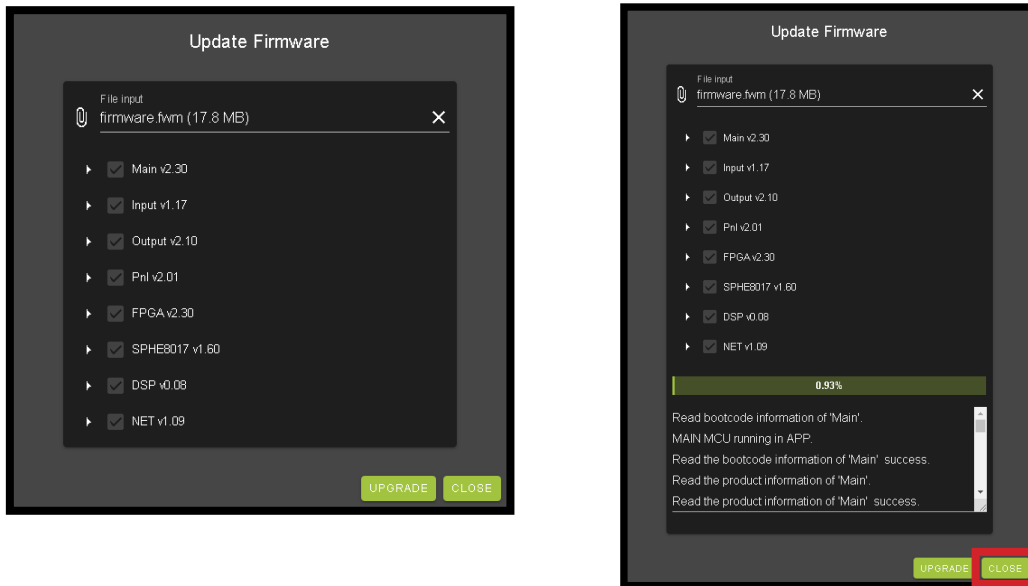 Update Firmware
File input
firmware.fwm (17.8 MB)
Main v2.30
Input v1.17
Output v2.10
Pnl v2.01
FPGA v2.30
SPHE8017 v1.60
DSP v0.08
NET v1.09
UPGRADE CLOSE
Update Firmware
File input
firmware.fwm (17.8 MB)
Main v2.30
Input v1.17
Output v2.10
Pnl v2.01
FPGA v2.30
SPHE8017 v1.60
DSP v0.08
NET v1.09
0.93%
Read bootcode information of 'Main'.
MAIN MCU running in APP.
Read the bootcode information of 'Main' success.
Read the product information of 'Main'.
Read the product information of 'Main' success.
UPGRADE CLOSE